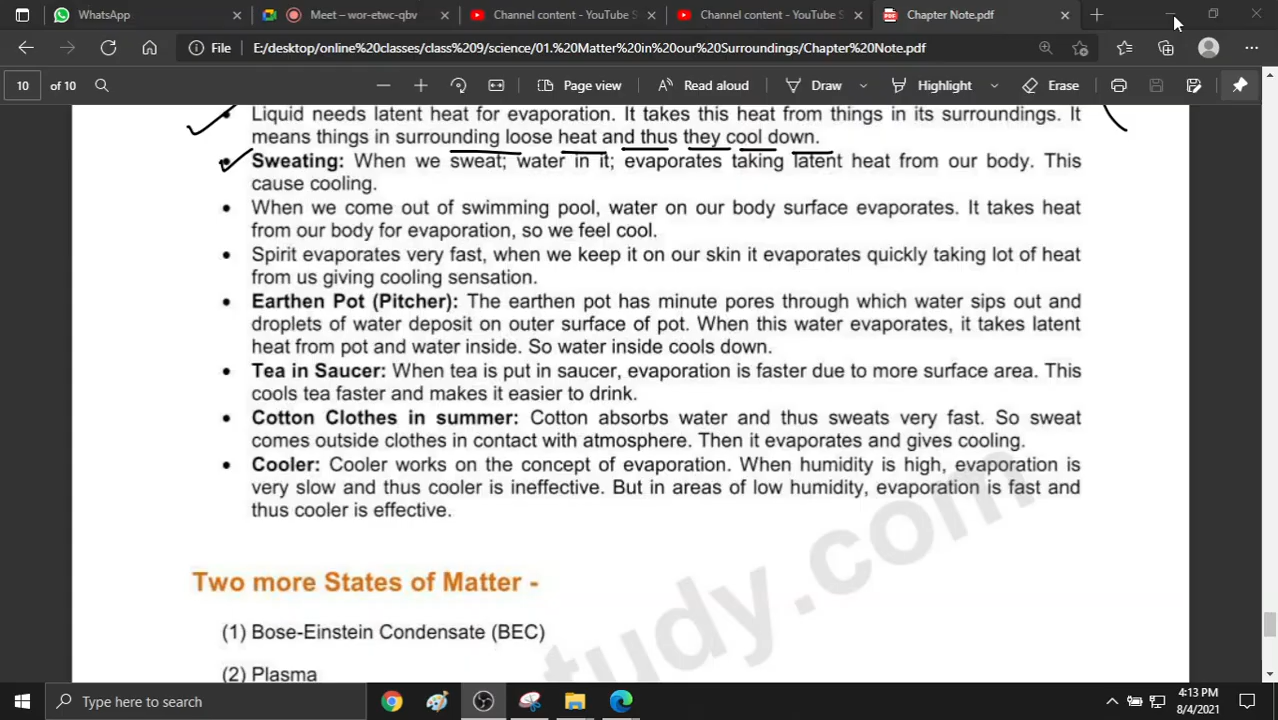 WhatsApp
Meet – wor-etwc-qbv
Channel content - YouTube S
Channel content - YouTube S
Chapter Note.pdf
File
E:/desktop/online%20classes/class%209/science/01.%20Matter%20in%20our%20Surroundings/Chapter%20Note.pdf
10 of 10
Page view
Read aloud
Draw
Highlight
Erase
Liquid needs latent heat for evaporation. It takes this heat from things in its surroundings. It
means things in surrounding loose heat and thus they cool down.
Sweating: When we sweat; water in it; evaporates taking latent heat from our body. This
cause cooling.
When we come out of swimming pool, water on our body surface evaporates. It takes heat
from our body for evaporation, so we feel cool.
Spirit evaporates very fast, when we keep it on our skin it evaporates quickly taking lot of heat
from us giving cooling sensation.
Earthen Pot (Pitcher): The earthen pot has minute pores through which water sips out and
droplets of water deposit on outer surface of pot. When this water evaporates, it takes latent
heat from pot and water inside. So water inside cools down.
Tea in Saucer: When tea is put in saucer, evaporation is faster due to more surface area. This
cools tea faster and makes it easier to drink.
Cotton Clothes in summer: Cotton absorbs water and thus sweats very fast. So sweat
comes outside clothes in contact with atmosphere. Then it evaporates and gives cooling.
Cooler: Cooler works on the concept of evaporation. When humidity is high, evaporation is
very slow and thus cooler is ineffective. But in areas of low humidity, evaporation is fast and
thus cooler is effective.
tudy.com
Two more States of Matter -
(1) Bose-Einstein Condensate (BEC)
(2) Plasma
Type here to search
4:13 PM
8/4/2021